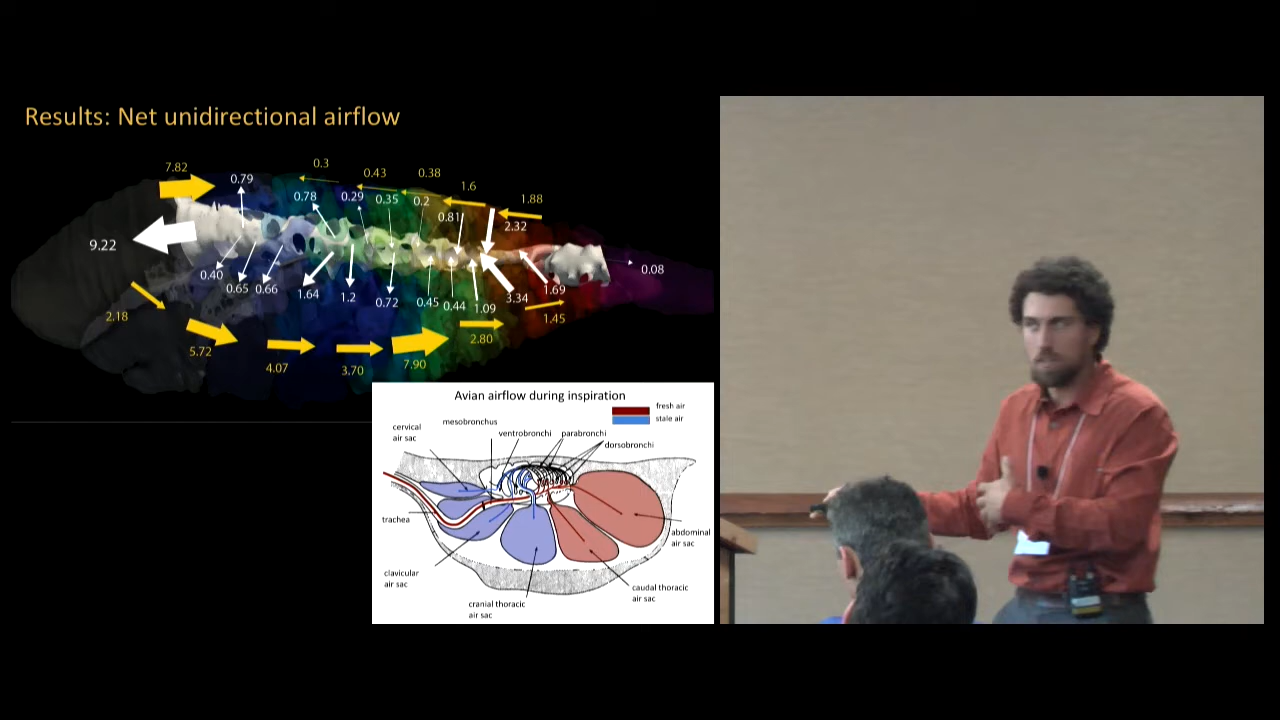 Results: Net unidirectional airflow
7.82
0.79
0.3
0.43
0.38
1.6
1.88
0.78
0.29
0.35
0.2
0.81
2.32
9.22
0.08
0.40
0.65
0.66
1.64
1.2
0.72
0.45
0.44
1.09
3.34
1.69
1.45
2.18
5.72
4.07
3.70
7.90
2.80
Avian airflow during inspiration
fresh air
stale air
cervical
air sac
mesobronchus
ventrobronchi
parabronchi
dorsobronchi
trachea
abdominal
air sac
clavicular
air sac
cranial thoracic
air sac
caudal thoracic
air sac